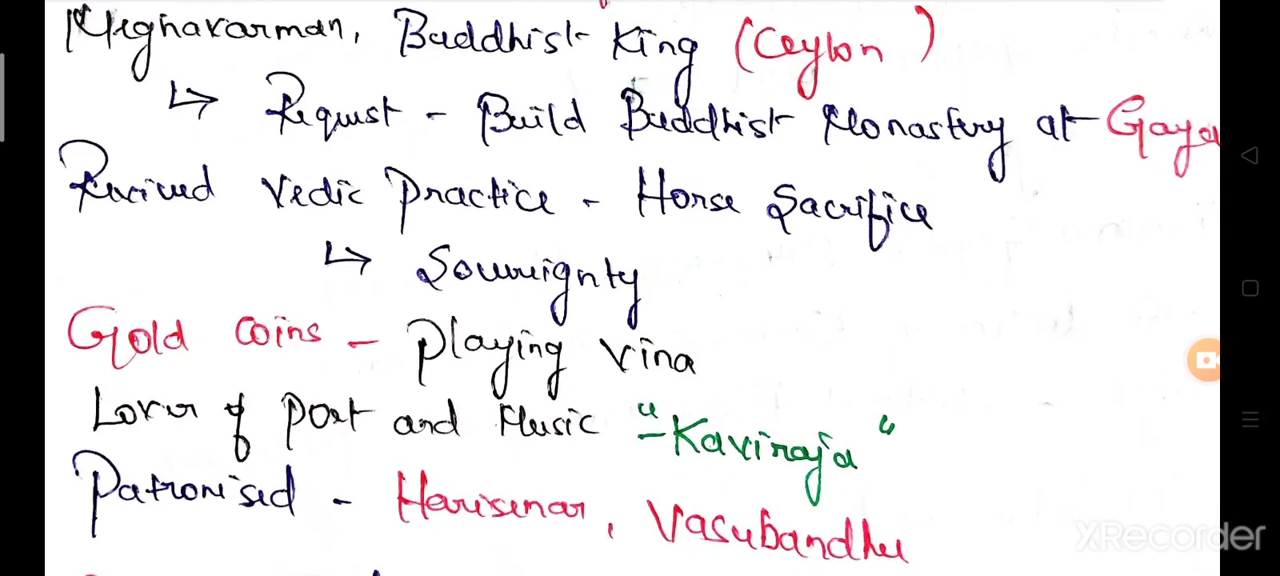 Meghavarman, Buddhist King (Ceylon)
↳ Request - Build Buddhist Monastery at Gaya
Revived Vedic Practice - Horse Sacrifice
↳ Sovereignty
Gold coins - Playing Vina
Lover of Poet and Music - "Kaviraja"
Patronised - Harisenar, Vasubandhu
XRecorder